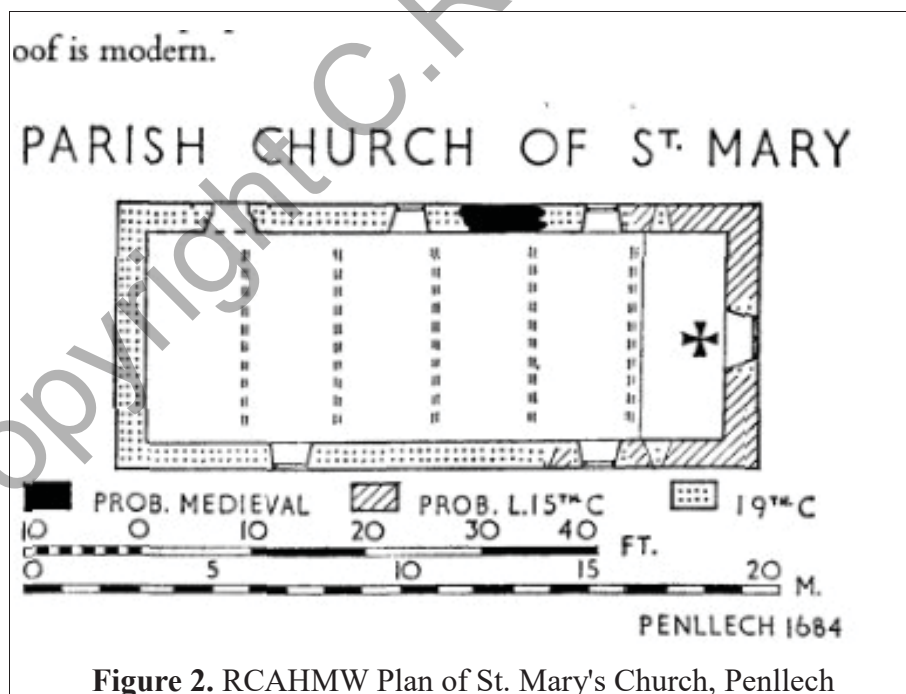 oof is modern.
PARISH CHURCH OF ST. MARY
PROB. MEDIEVAL PROB. L.15TH C 19TH C
10 0 10 20 30 40 FT.
0 5 10 15 20 M.
PENLLECH 1684
Figure 2. RCAHMW Plan of St. Mary's Church, Penllech
opyright C.R